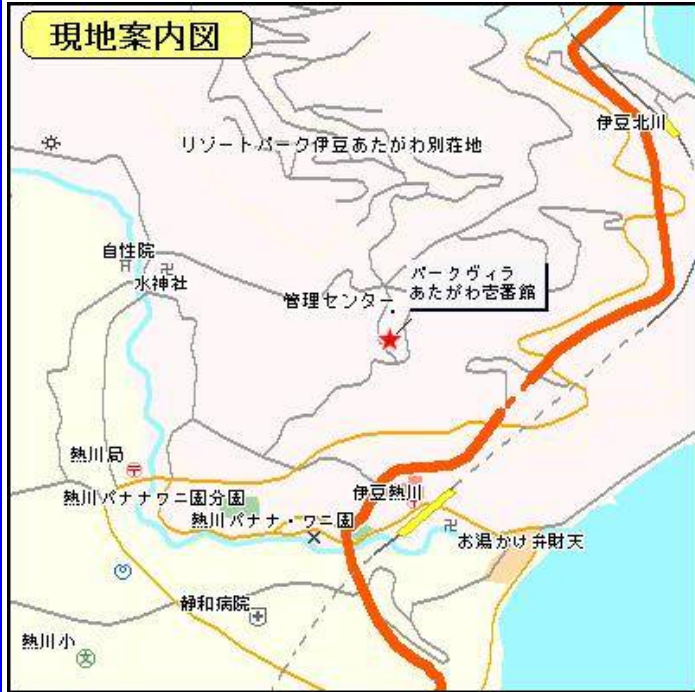 現地案内図
伊豆北川
リゾートパーク伊豆あたがわ別荘地
自性院
水神社
パークヴィラ
あたがわ壱番館
管理センター
熱川局
伊豆熱川
熱川バナナワニ園分園
熱川バナナ・ワニ園
お湯かけ弁財天
静和病院
熱川小